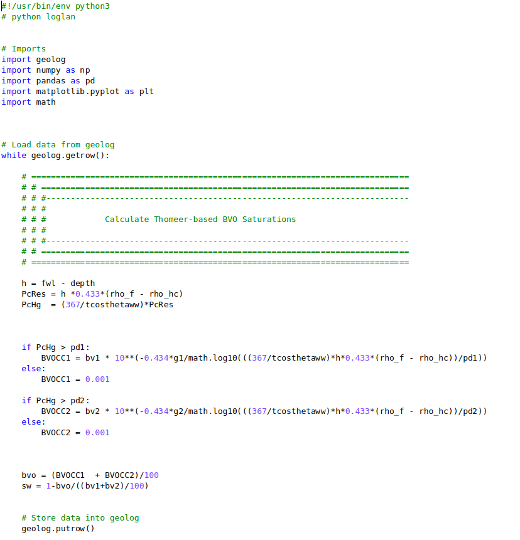 #!/usr/bin/env python3
# python loglan
# Imports
import geolog
import numpy as np
import pandas as pd
import matplotlib.pyplot as plt
import math
# Load data from geolog
while geolog.getrow():
# ==============================================================================
# # ============================================================================
# # #---------------------------------------------------------------------------
# # #
# # # Calculate Thomeer-based BVO Saturations
# # #
# # #---------------------------------------------------------------------------
# # ============================================================================
# ==============================================================================
h = fwl - depth
PcRes = h *0.433*(rho_f - rho_hc)
PcHg = (367/tcosthetaww)*PcRes
if PcHg > pd1:
BVOCC1 = bv1 * 10**(-0.434*g1/math.log10(((367/tcosthetaww)*h*0.433*(rho_f - rho_hc))/pd1))
else:
BVOCC1 = 0.001
if PcHg > pd2:
BVOCC2 = bv2 * 10**(-0.434*g2/math.log10(((367/tcosthetaww)*h*0.433*(rho_f - rho_hc))/pd2))
else:
BVOCC2 = 0.001
bvo = (BVOCC1 + BVOCC2)/100
sw = 1-bvo/((bv1+bv2)/100)
# Store data into geolog
geolog.putrow()